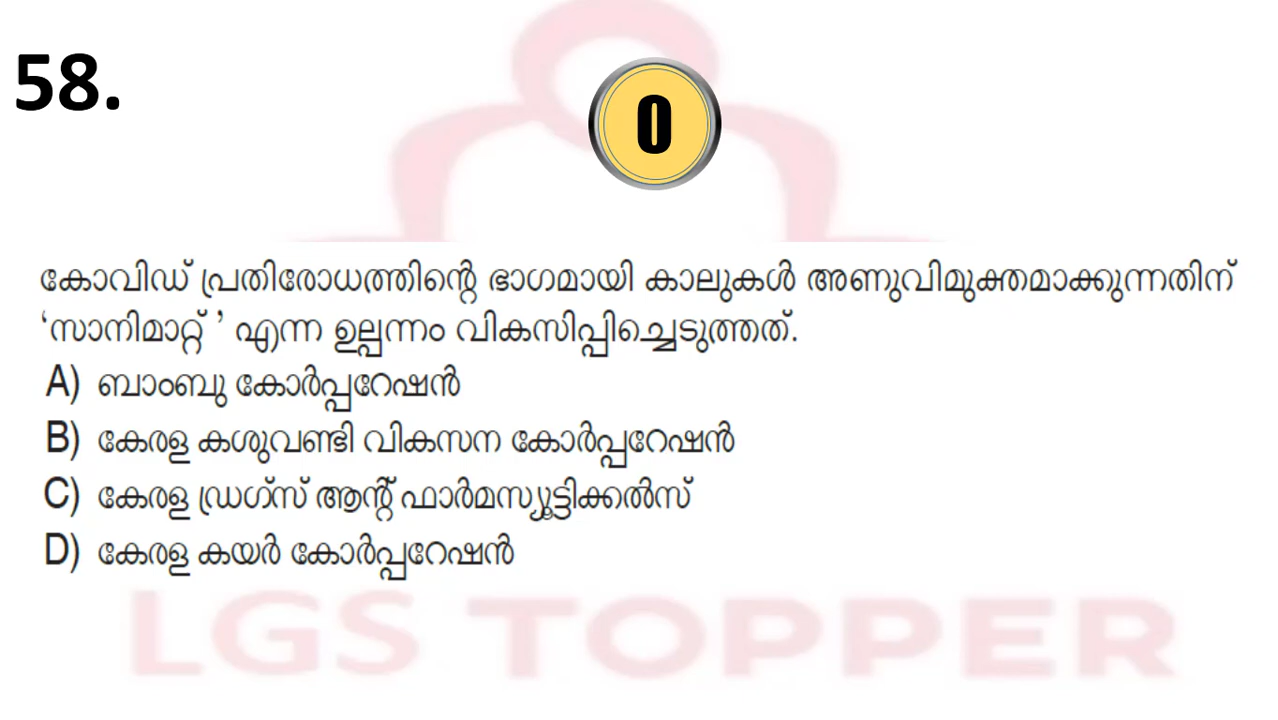 58.
0
കോവിഡ് പ്രതിരോധത്തിന്റെ ഭാഗമായി കാലുകൾ അണുവിമുക്തമാക്കുന്നതിന്
‘സാനിമാറ്റ് ’ എന്ന ഉല്പന്നം വികസിപ്പിച്ചെടുത്തത്.
A) ബാംബു കോർപ്പറേഷൻ
B) കേരള കശുവണ്ടി വികസന കോർപ്പറേഷൻ
C) കേരള ഡ്രഗ്സ് ആന്റ് ഫാർമസ്യൂട്ടിക്കൽസ്
D) കേരള കയർ കോർപ്പറേഷൻ
LGS TOPPER